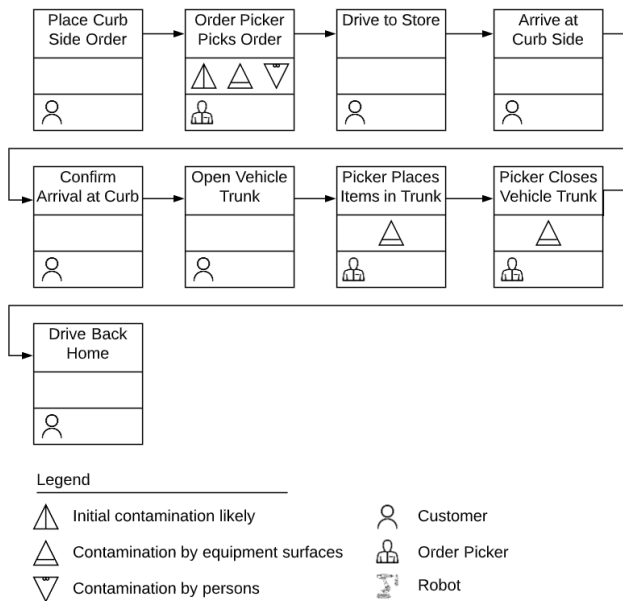 Place Curb
Side Order
Order Picker
Picks Order
Drive to Store
Arrive at
Curb Side
Confirm
Arrival at Curb
Open Vehicle
Trunk
Picker Places
Items in Trunk
Picker Closes
Vehicle Trunk
Drive Back
Home
Legend
Initial contamination likely
Contamination by equipment surfaces
Contamination by persons
Customer
Order Picker
Robot